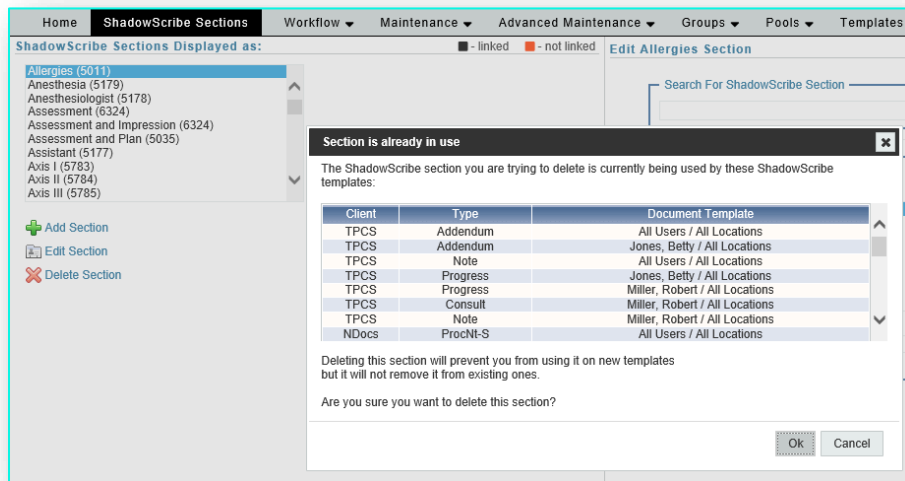 Home ShadowScribe Sections Workflow Maintenance Advanced Maintenance Groups Pools Templates
ShadowScribe Sections Displayed as: - linked - not linked
Edit Allergies Section
Search For ShadowScribe Section
Allergies (5011)
Anesthesia (5179)
Anesthesiologist (5178)
Assessment (6324)
Assessment and Impression (6324)
Assessment and Plan (5035)
Assistant (5177)
Axis I (5783)
Axis II (5784)
Axis III (5785)
Add Section
Edit Section
Delete Section
Section is already in use
The ShadowScribe section you are trying to delete is currently being used by these ShadowScribe
templates:
Client Type Document Template
TPCS Addendum All Users / All Locations
TPCS Addendum Jones, Betty / All Locations
TPCS Note All Users / All Locations
TPCS Progress Jones, Betty / All Locations
TPCS Progress Miller, Robert / All Locations
TPCS Consult Miller, Robert / All Locations
TPCS Note Miller, Robert / All Locations
NDocs ProcNt-S All Users / All Locations
Deleting this section will prevent you from using it on new templates
but it will not remove it from existing ones.
Are you sure you want to delete this section?
Ok Cancel